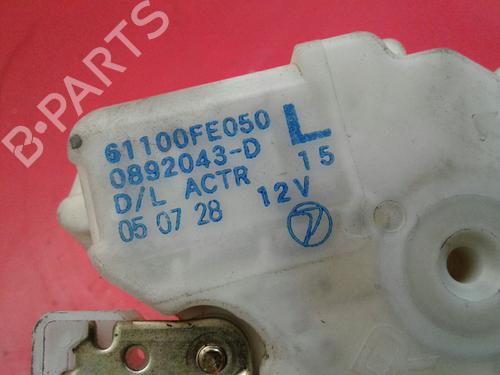 B-PARTS
61100FE050 L
0892043-D 15
D/L ACTR 12V
05 07 28